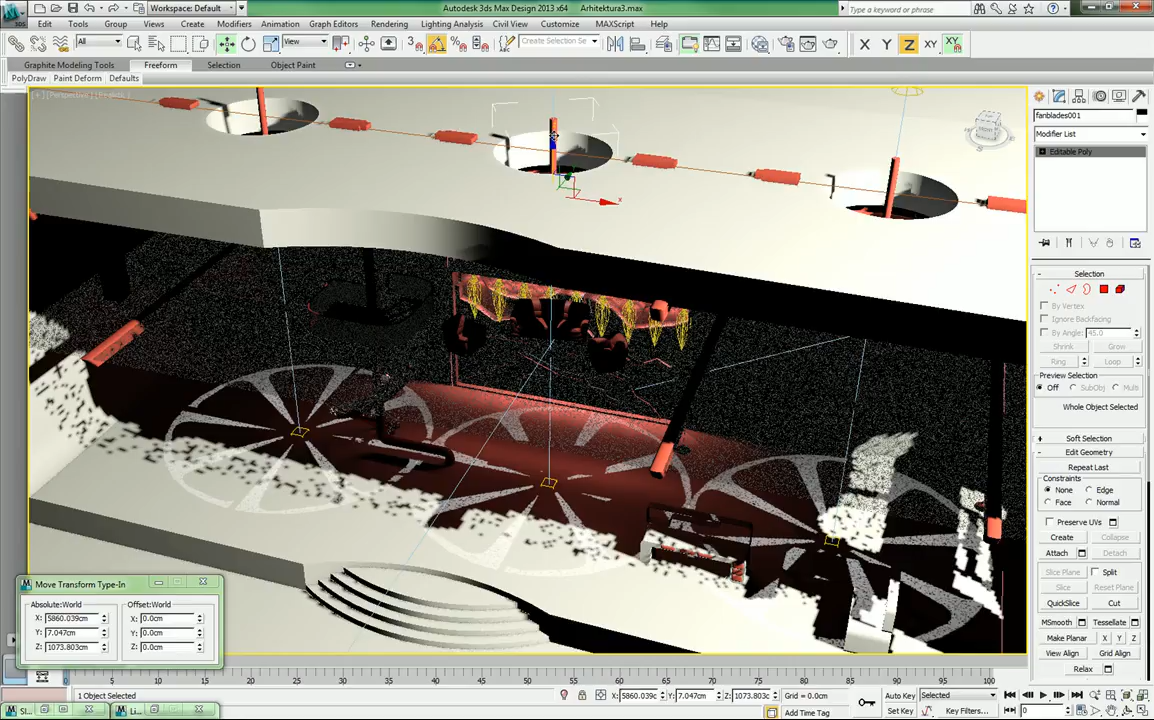 Workspace: Default
Autodesk 3ds Max Design 2013 x64 Arhitektura3.max
Type a keyword or phrase
Edit Tools Group Views Create Modifiers Animation Graph Editors Rendering Lighting Analysis Civil View Customize MAXScript Help
All View 3 Create Selection Se X Y Z XY XY
Graphite Modeling Tools Freeform Selection Object Paint
PolyDraw Paint Deform Defaults
fanblades001
Modifier List
Editable Poly
x
Selection
By Vertex
Ignore Backfacing
By Angle: 45.0
Shrink Grow
Ring Loop
Preview Selection
Off SubObj Multi
Whole Object Selected
Soft Selection
Edit Geometry
Repeat Last
Constraints
None Edge
Face Normal
Preserve UVs
Create Collapse
Attach Detach
Slice Plane Split
Slice Reset Plane
QuickSlice Cut
MSmooth Tessellate
Make Planar X Y Z
View Align Grid Align
Relax
Move Transform Type-In
Absolute:World Offset:World
X: 5860.039cm X: 0.0cm
Y: 7.047cm Y: 0.0cm
Z: 1073.803cm Z: 0.0cm
0 5 10 15 20 25 30 35 40 45 50 55 60 65 70 75 80 85 90 95 100
1 Object Selected X: 5860.039c Y: 7.047cm Z: 1073.803c Grid = 0.0cm Auto Key Selected
Add Time Tag Set Key Key Filters... 0